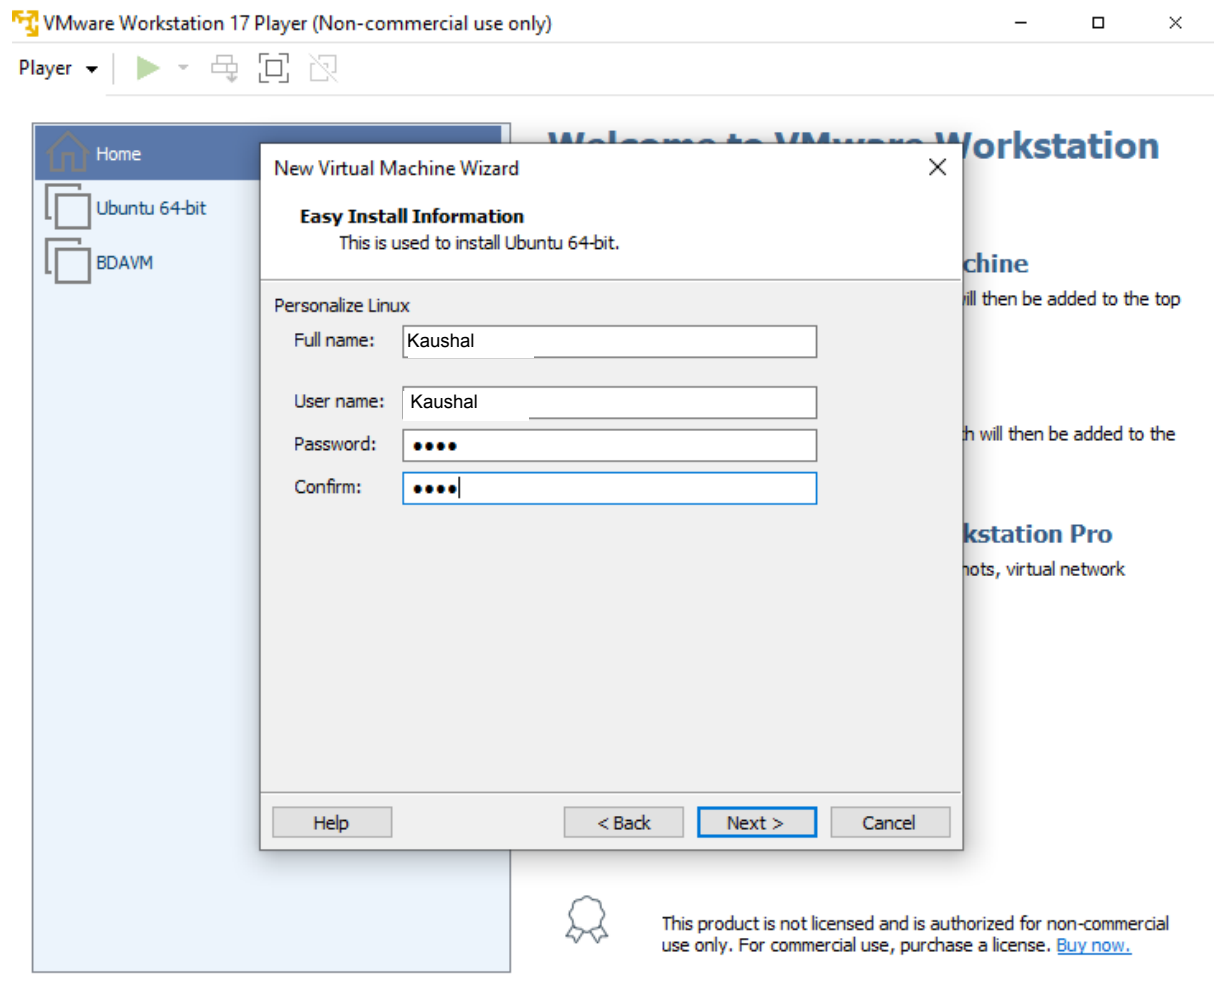 VMware Workstation 17 Player (Non-commercial use only)
Player
Home
Ubuntu 64-bit
BDAVM
Welcome to VMware Workstation
New Virtual Machine Wizard
Easy Install Information
This is used to install Ubuntu 64-bit.
Personalize Linux
Full name: Kaushal
User name: Kaushal
Password: ●●●●
Confirm: ●●●●
Help
< Back
Next >
Cancel
chine
ill then be added to the top
h will then be added to the
kstation Pro
hots, virtual network
This product is not licensed and is authorized for non-commercial
use only. For commercial use, purchase a license. Buy now.